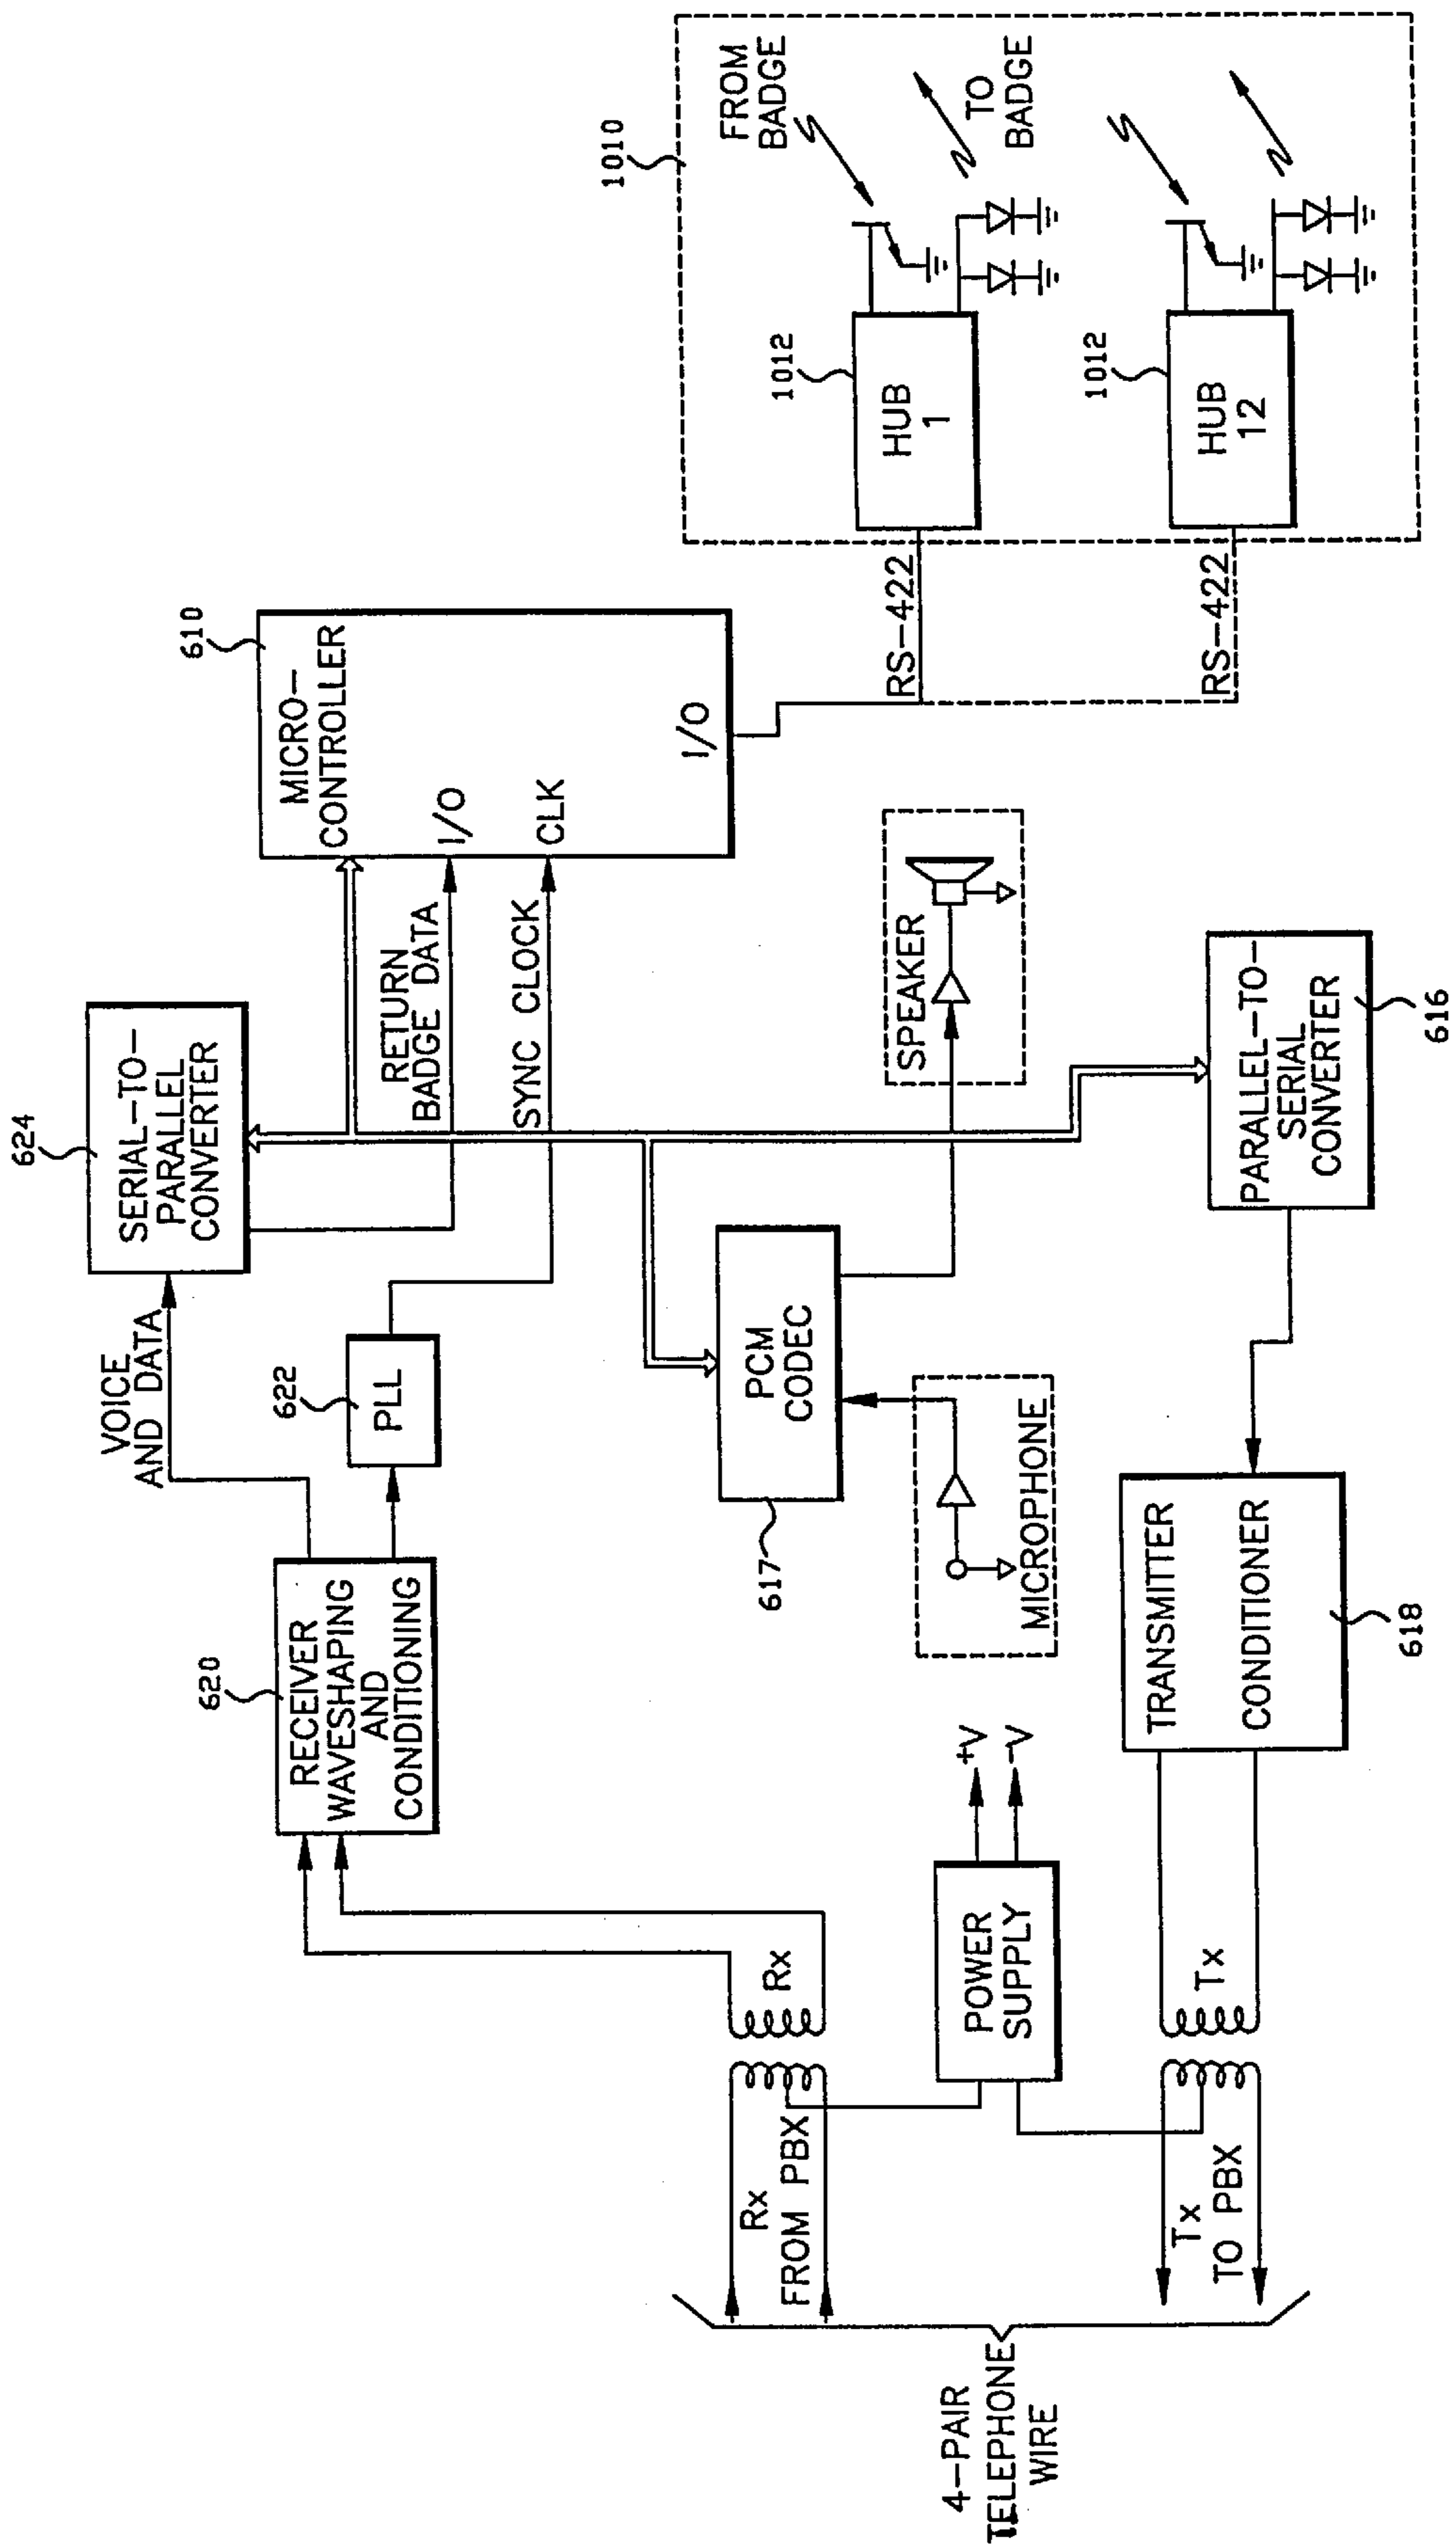 624
SERIAL-TO-
PARALLEL
CONVERTER
VOICE
AND DATA
620
RECEIVER
WAVESHAPING
AND
CONDITIONING
622
PLL
RETURN
BADGE DATA
SYNC CLOCK
610
MICRO-
CONTROLLER
I/O
CLK
I/O
RS-422
RS-422
1010
FROM
BADGE
TO
BADGE
1012
HUB
1
1012
HUB
12
617
PCM
CODEC
SPEAKER
MICROPHONE
Rx
FROM PBX
Rx
POWER
SUPPLY
+V
-V
4-PAIR
TELEPHONE
WIRE
Tx
TO PBX
Tx
TRANSMITTER
CONDITIONER
618
PARALLEL-TO-
SERIAL
CONVERTER
616